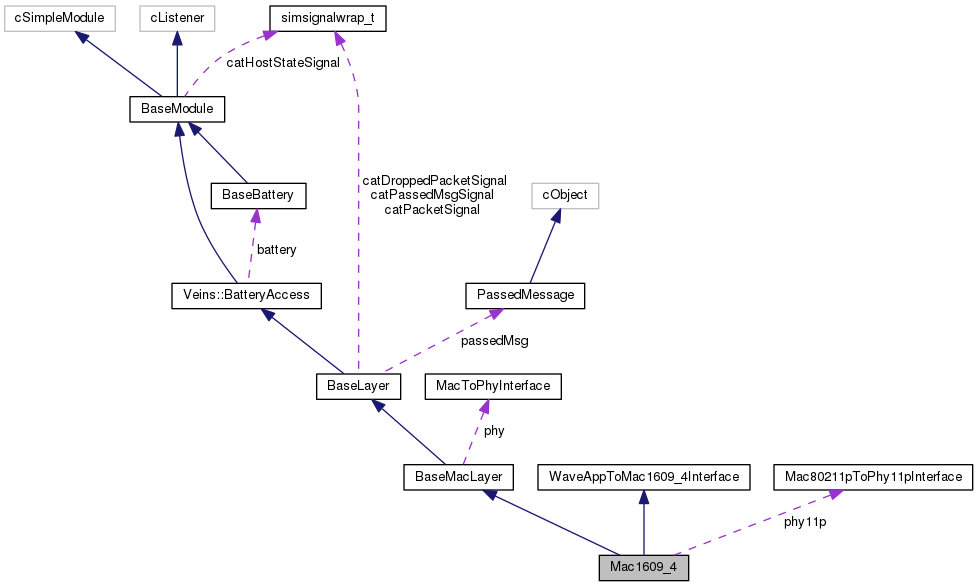 cSimpleModule
cListener
simsignalwrap_t
catHostStateSignal
BaseModule
catDroppedPacketSignal
catPassedMsgSignal
catPacketSignal
BaseBattery
cObject
battery
Veins::BatteryAccess
PassedMessage
passedMsg
BaseLayer
MacToPhyInterface
phy
BaseMacLayer
WaveAppToMac1609_4Interface
Mac80211pToPhy11pInterface
phy11p
Mac1609_4